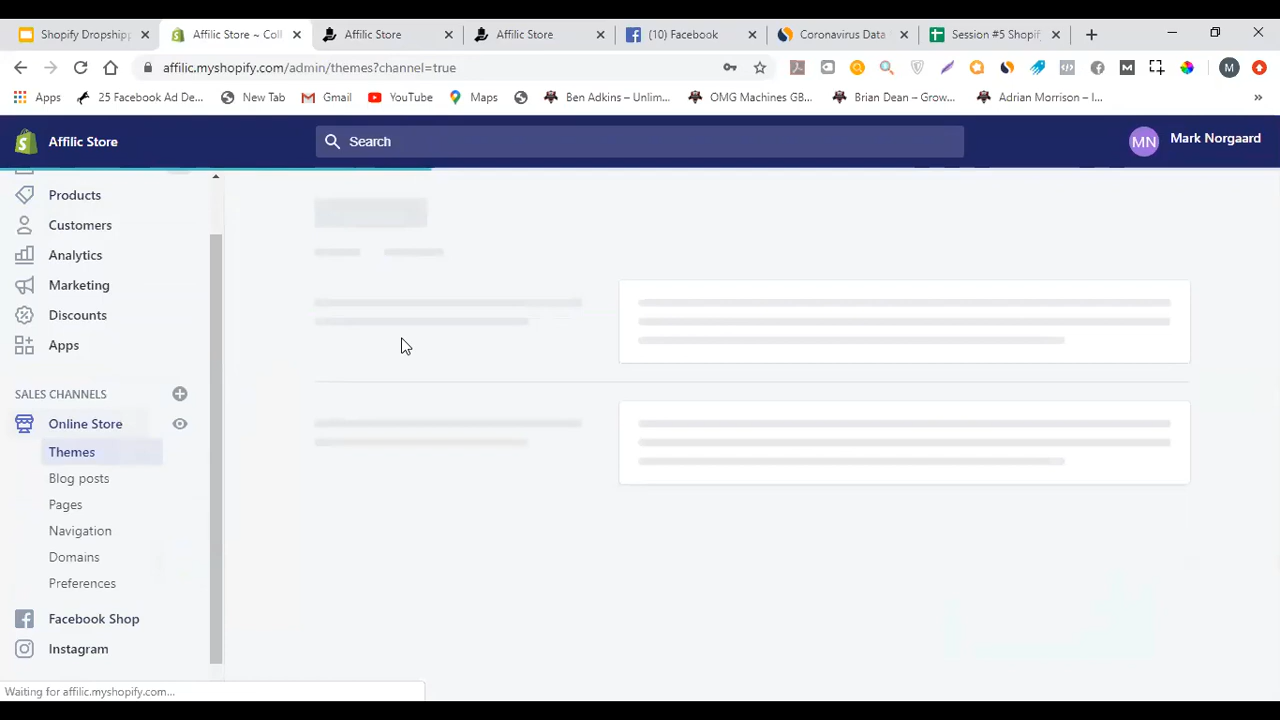 Shopify Dropshipp
Affilic Store ~ Coll
Affilic Store
Affilic Store
(10) Facebook
Coronavirus Data
Session #5 Shopif
affilic.myshopify.com/admin/themes?channel=true
M
Apps
25 Facebook Ad De...
New Tab
Gmail
YouTube
Maps
Ben Adkins – Unlim...
OMG Machines GB...
Brian Dean – Grow...
Adrian Morrison – I...
»
Affilic Store
Search
MN
Mark Norgaard
Products
Customers
Analytics
Marketing
Discounts
Apps
SALES CHANNELS
Online Store
Themes
Blog posts
Pages
Navigation
Domains
Preferences
Facebook Shop
Instagram
Waiting for affilic.myshopify.com...